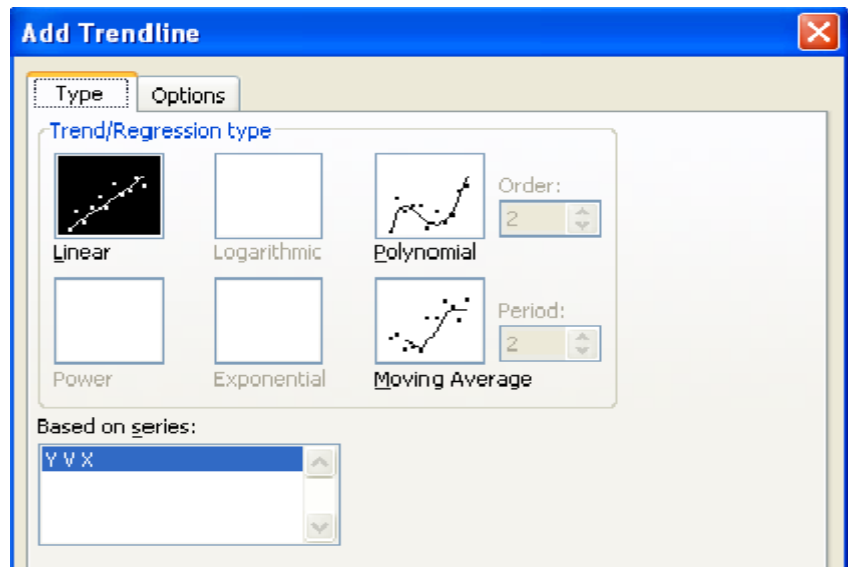 Add Trendline
Type Options
Trend/Regression type
Linear Logarithmic Polynomial Order: 2
Power Exponential Moving Average Period: 2
Based on series:
Y V X